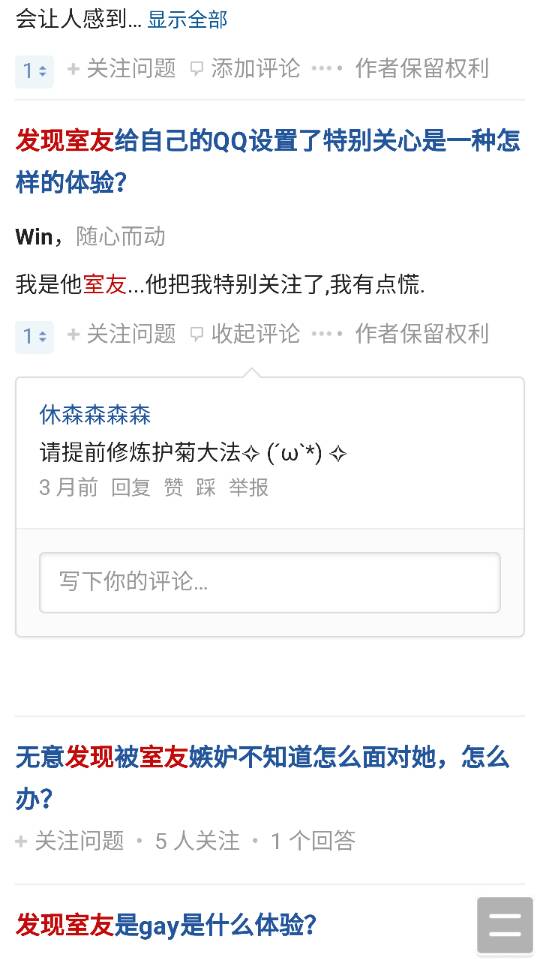 会让人感到... 显示全部
1 + 关注问题 添加评论 ···· 作者保留权利
发现室友给自己的QQ设置了特别关心是一种怎
样的体验？
Win，随心而动
我是他室友...他把我特别关注了,我有点慌.
1 + 关注问题 收起评论 ···· 作者保留权利
休森森森森
请提前修炼护菊大法✧ (´ω`*) ✧
3 月前 回复 赞 踩 举报
写下你的评论...
无意发现被室友嫉妒不知道怎么面对她，怎么
办？
+ 关注问题 • 5 人关注 • 1 个回答
发现室友是gay是什么体验？